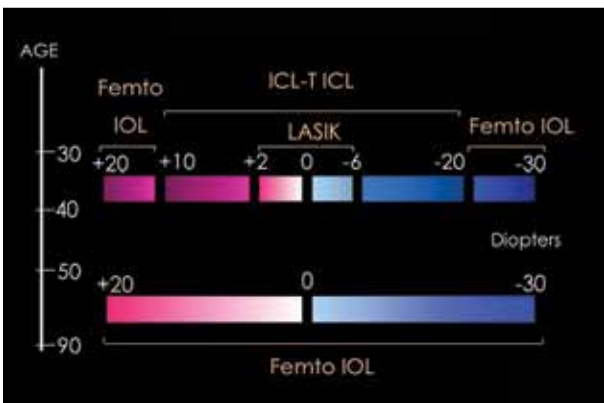 AGE
Femto
IOL
ICL-T ICL
LASIK
Femto IOL
30
+20 +10 +2 0 -6 -20 -30
40
Diopters
50
+20 0 -30
90
Femto IOL